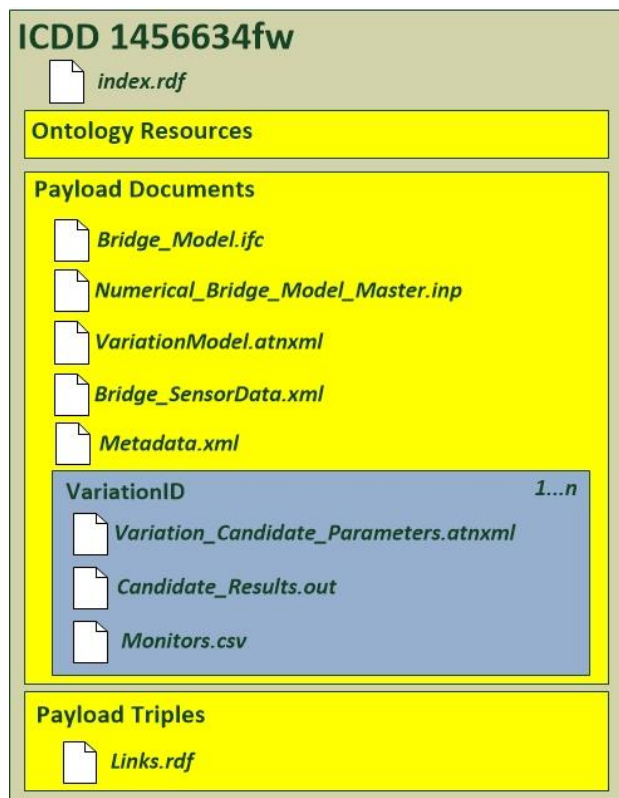 ICDD 1456634fw
index.rdf
Ontology Resources
Payload Documents
Bridge_Model.ifc
Numerical_Bridge_Model_Master.inp
VariationModel.atnxml
Bridge_SensorData.xml
Metadata.xml
VariationID 1...n
Variation_Candidate_Parameters.atnxml
Candidate_Results.out
Monitors.csv
Payload Triples
Links.rdf